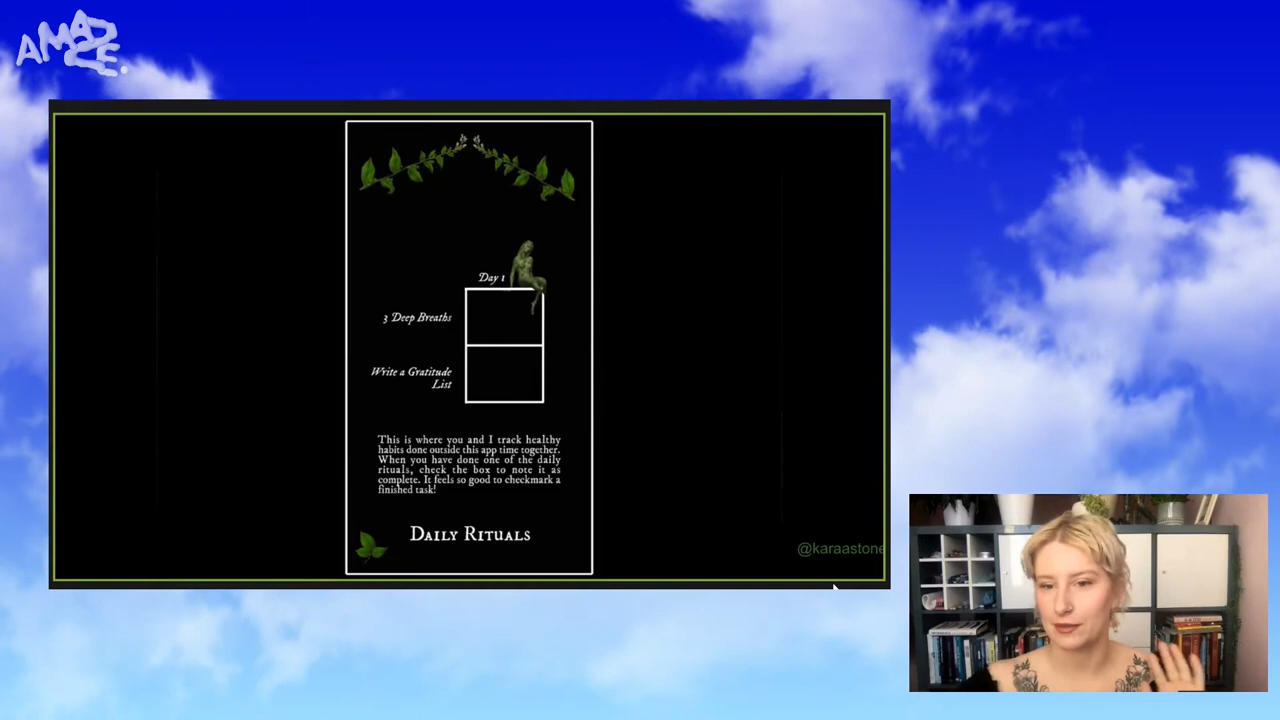 AMAZE.
Day 1
3 Deep Breaths
Write a Gratitude
List
This is where you and I track healthy
habits done outside this app time together.
When you have done one of the daily
rituals, check the box to note it as
complete. It feels so good to checkmark a
finished task!
Daily Rituals
@karaastone